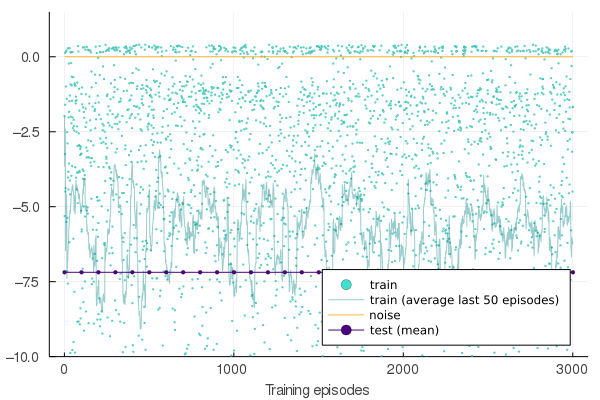 0.0
−2.5
−5.0
−7.5
−10.0
0
1000
2000
3000
Training episodes
train
train (average last 50 episodes)
noise
test (mean)